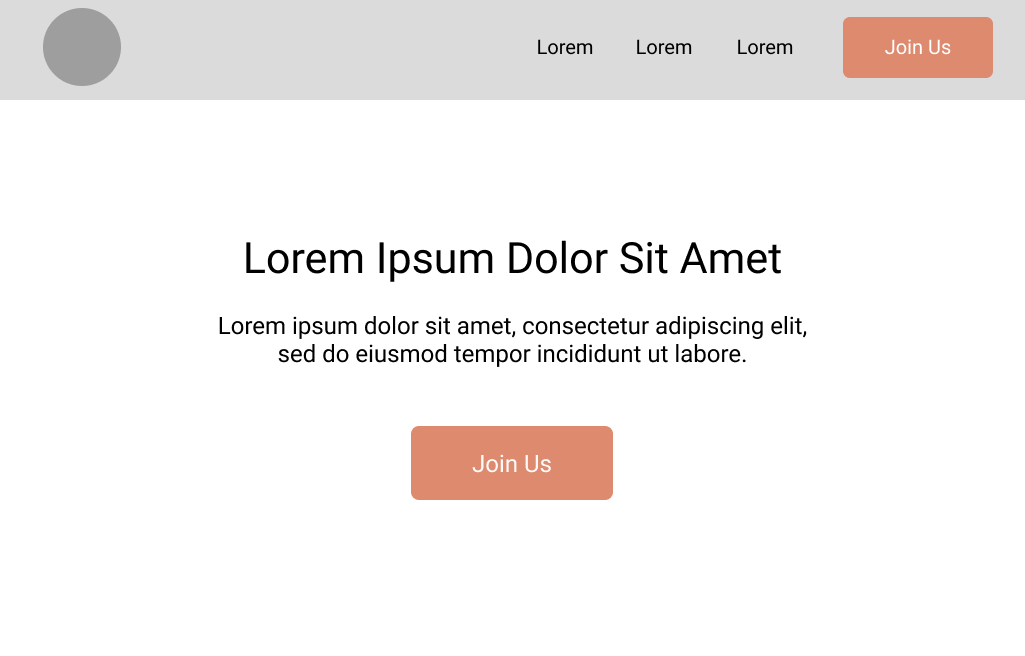 Lorem Lorem Lorem Join Us
Lorem Ipsum Dolor Sit Amet
Lorem ipsum dolor sit amet, consectetur adipiscing elit,
sed do eiusmod tempor incididunt ut labore.
Join Us